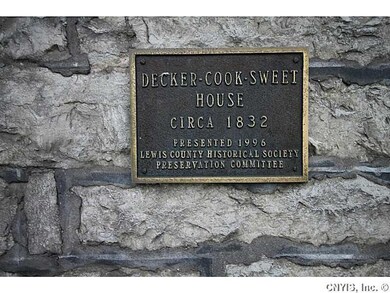 DECKER-COOK-SWEET
HOUSE
CIRCA 1832
PRESENTED 1996
LEWIS COUNTY HISTORICAL SOCIETY
PRESERVATION COMMITTEE
CNYIS, Inc. ©